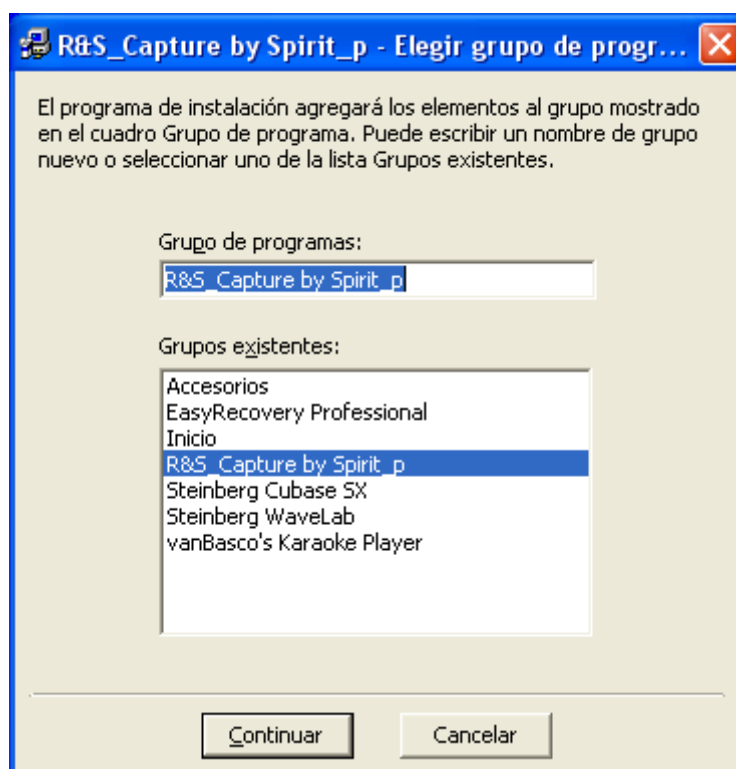 R&S_Capture by Spirit_p - Elegir grupo de progr...
El programa de instalación agregará los elementos al grupo mostrado
en el cuadro Grupo de programa. Puede escribir un nombre de grupo
nuevo o seleccionar uno de la lista Grupos existentes.
Grupo de programas:
R&S_Capture by Spirit_p
Grupos existentes:
Accesorios
EasyRecovery Professional
Inicio
R&S_Capture by Spirit_p
Steinberg Cubase SX
Steinberg WaveLab
vanBasco's Karaoke Player
Continuar
Cancelar